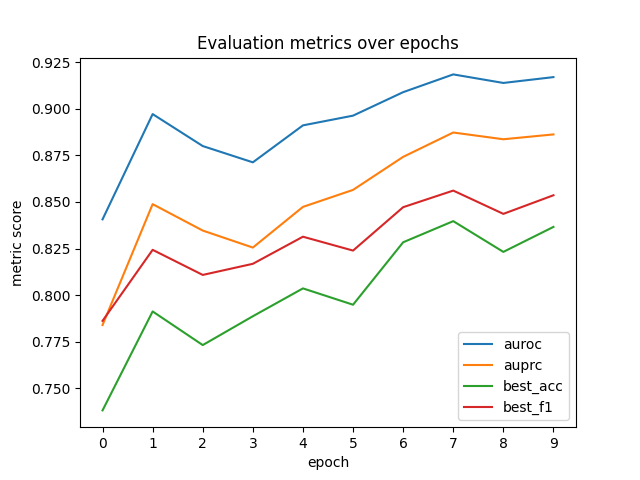 Evaluation metrics over epochs
metric score
0.925
0.900
0.875
0.850
0.825
0.800
0.775
0.750
auroc
auprc
best_acc
best_f1
0 1 2 3 4 5 6 7 8 9
epoch